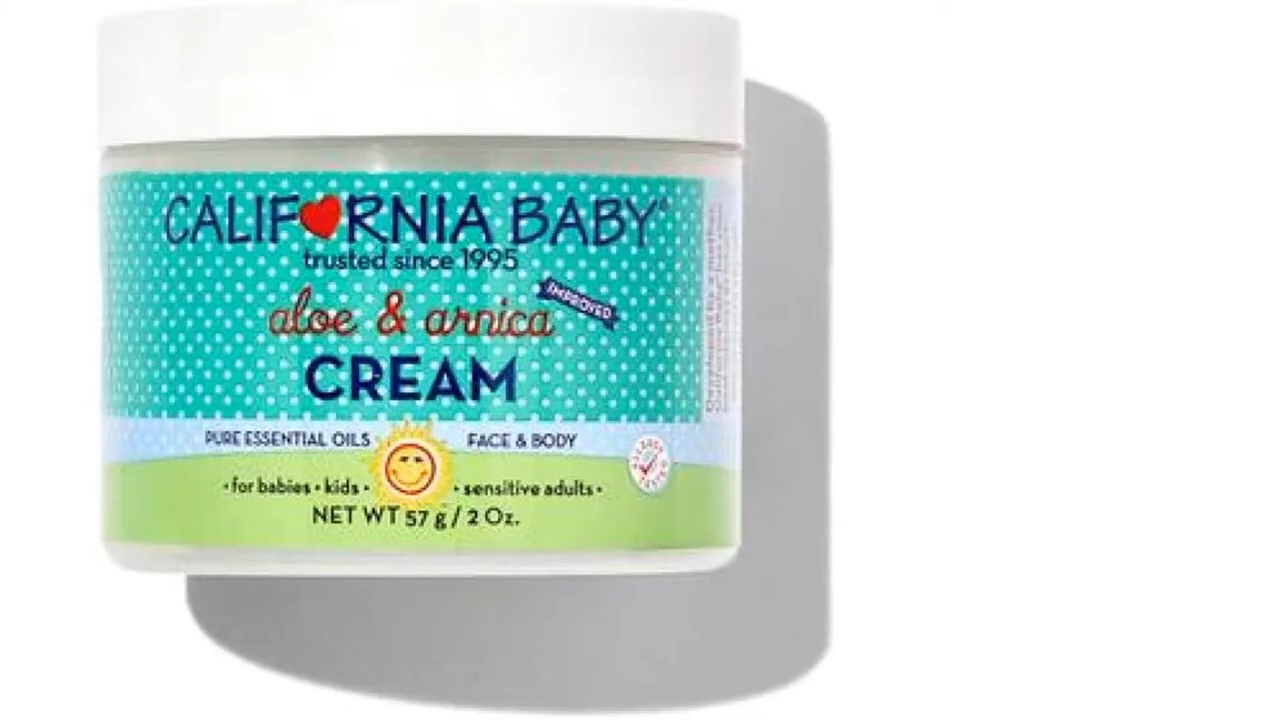 CALIFORNIA BABY®
trusted since 1995
aloe & arnica
IMPROVED
CREAM
PURE ESSENTIAL OILS
FACE & BODY
• for babies • kids •
• sensitive adults •
NET WT 57 g / 2 Oz.